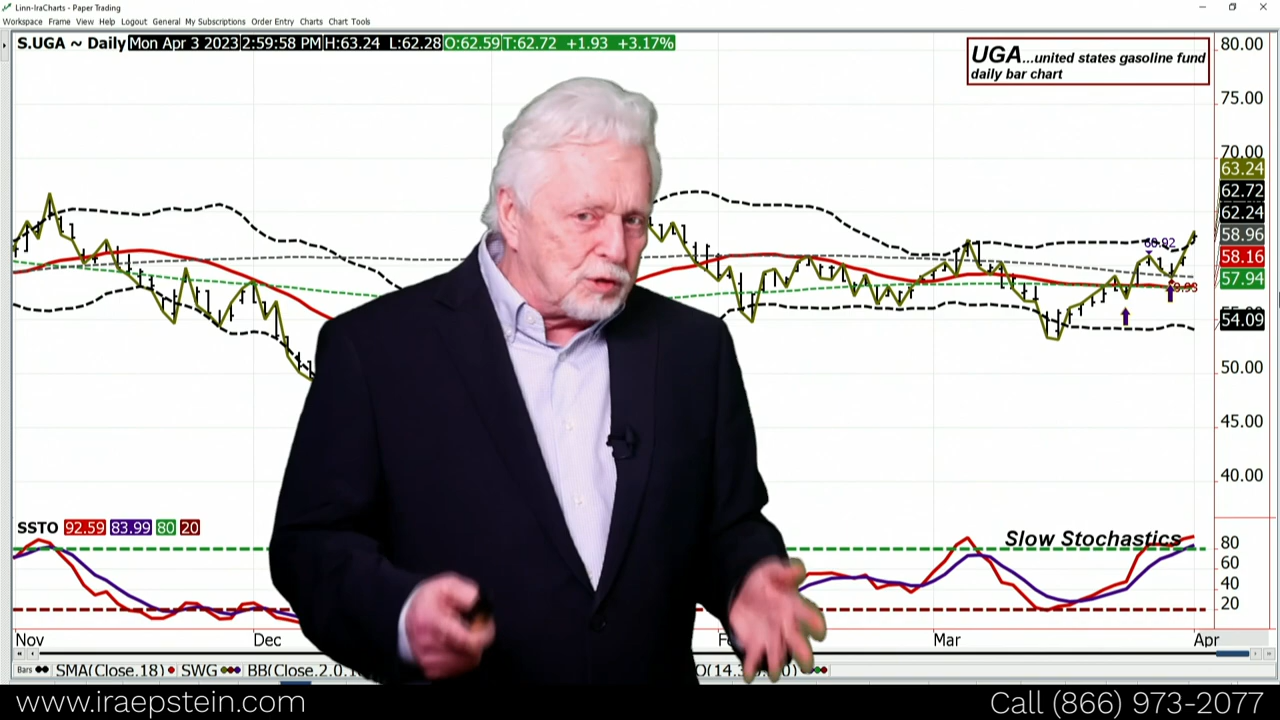 Linn-IraCharts - Paper Trading
Workspace Frame View Help Logout General My Subscriptions Order Entry Charts Chart Tools
S.UGA ~ Daily Mon Apr 3 2023 2:59:58 PM H:63.24 L:62.28 O:62.59 T:62.72 +1.93 +3.17%
UGA...united states gasoline fund
daily bar chart
80.00
75.00
70.00
63.24
62.72
62.24
60.92
58.96
58.16
57.94
54.09
50.00
45.00
40.00
SSTO 92.59 83.99 80 20
Slow Stochastics
80
60
40
20
Nov Dec Mar Apr
Bars SMA(Close,18) SWG BB(Close,2.0,
www.iraepstein.com Call (866) 973-2077